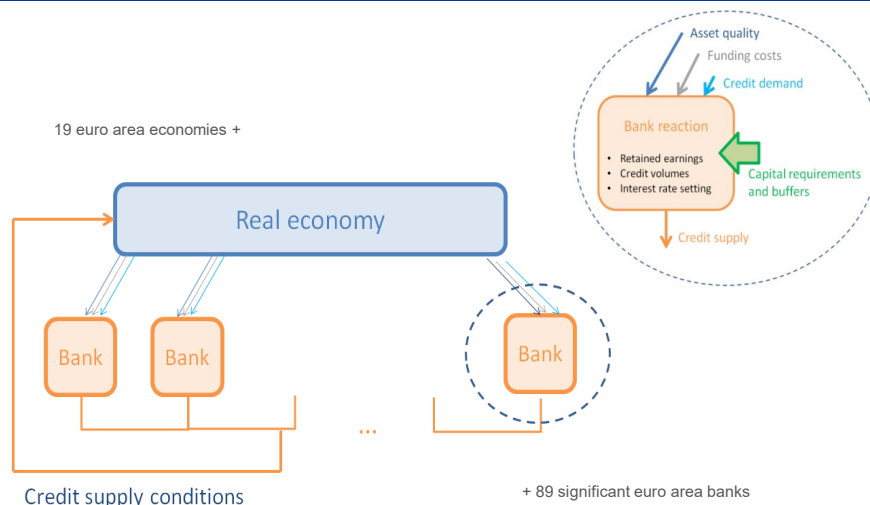 Asset quality
Funding costs
Credit demand
19 euro area economies +
Bank reaction
• Retained earnings
• Credit volumes
• Interest rate setting
Capital requirements
and buffers
Credit supply
Real economy
Bank
Bank
Bank
...
Credit supply conditions
+ 89 significant euro area banks